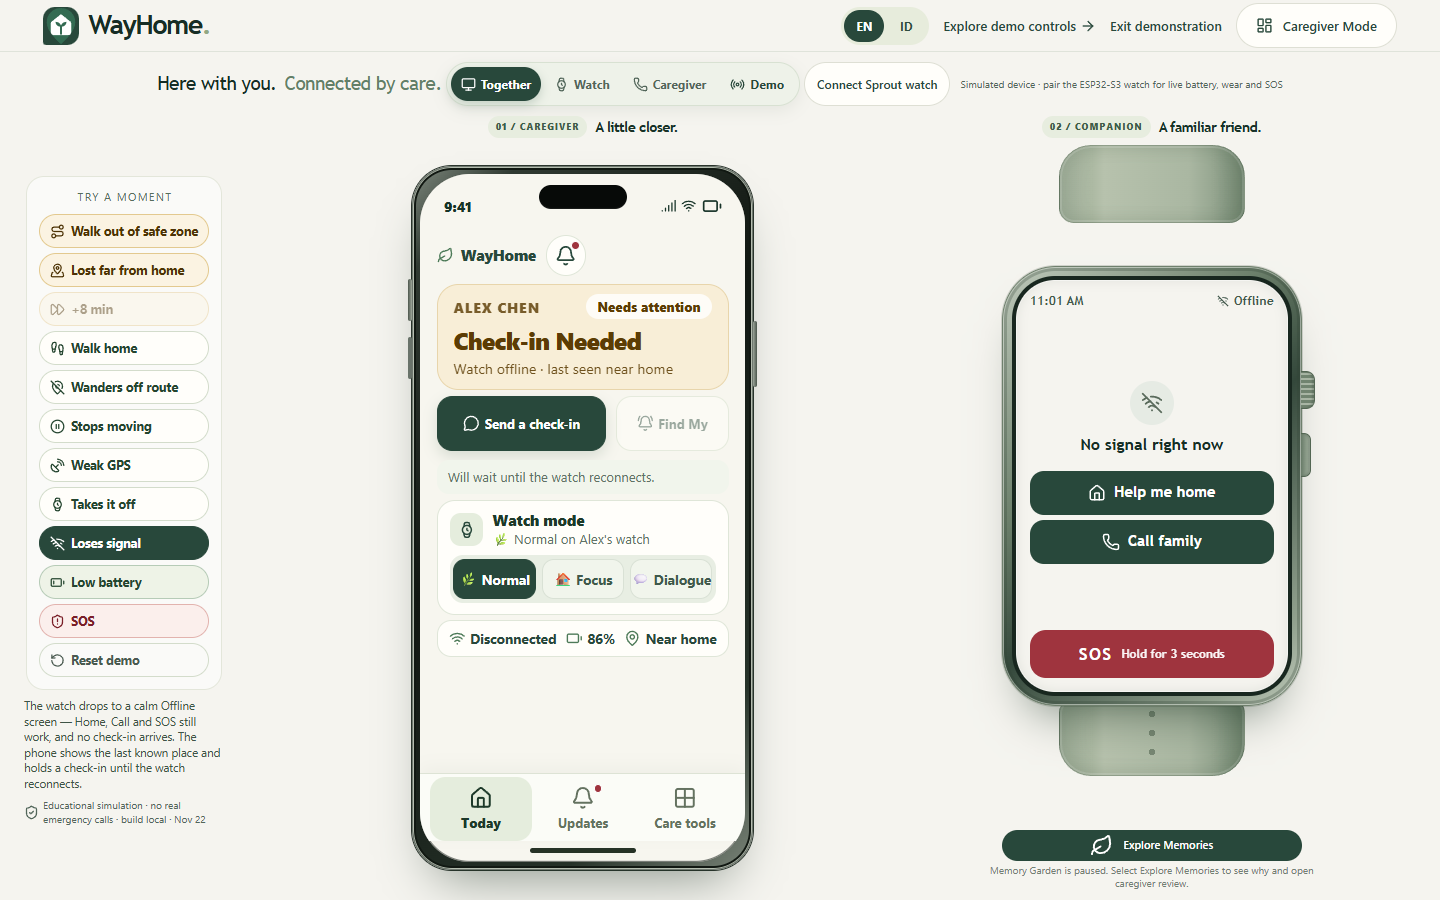 WayHome.
EN ID Explore demo controls → Exit demonstration Caregiver Mode
Here with you. Connected by care.
Together Watch Caregiver Demo
Connect Sprout watch
Simulated device · pair the ESP32-S3 watch for live battery, wear and SOS
01 / CAREGIVER A little closer.
02 / COMPANION A familiar friend.
TRY A MOMENT
Walk out of safe zone
Lost far from home
+8 min
Walk home
Wanders off route
Stops moving
Weak GPS
Takes it off
Loses signal
Low battery
SOS
Reset demo
The watch drops to a calm Offline
screen — Home, Call and SOS still
work, and no check-in arrives. The
phone shows the last known place and
holds a check-in until the watch
reconnects.
Educational simulation · no real
emergency calls · build local · Nov 22
9:41
WayHome
ALEX CHEN Needs attention
Check-in Needed
Watch offline · last seen near home
Send a check-in Find My
Will wait until the watch reconnects.
Watch mode
Normal on Alex's watch
Normal Focus Dialogue
Disconnected 86% Near home
Today Updates Care tools
11:01 AM Offline
No signal right now
Help me home
Call family
SOS Hold for 3 seconds
Explore Memories
Memory Garden is paused. Select Explore Memories to see why and open
caregiver review.